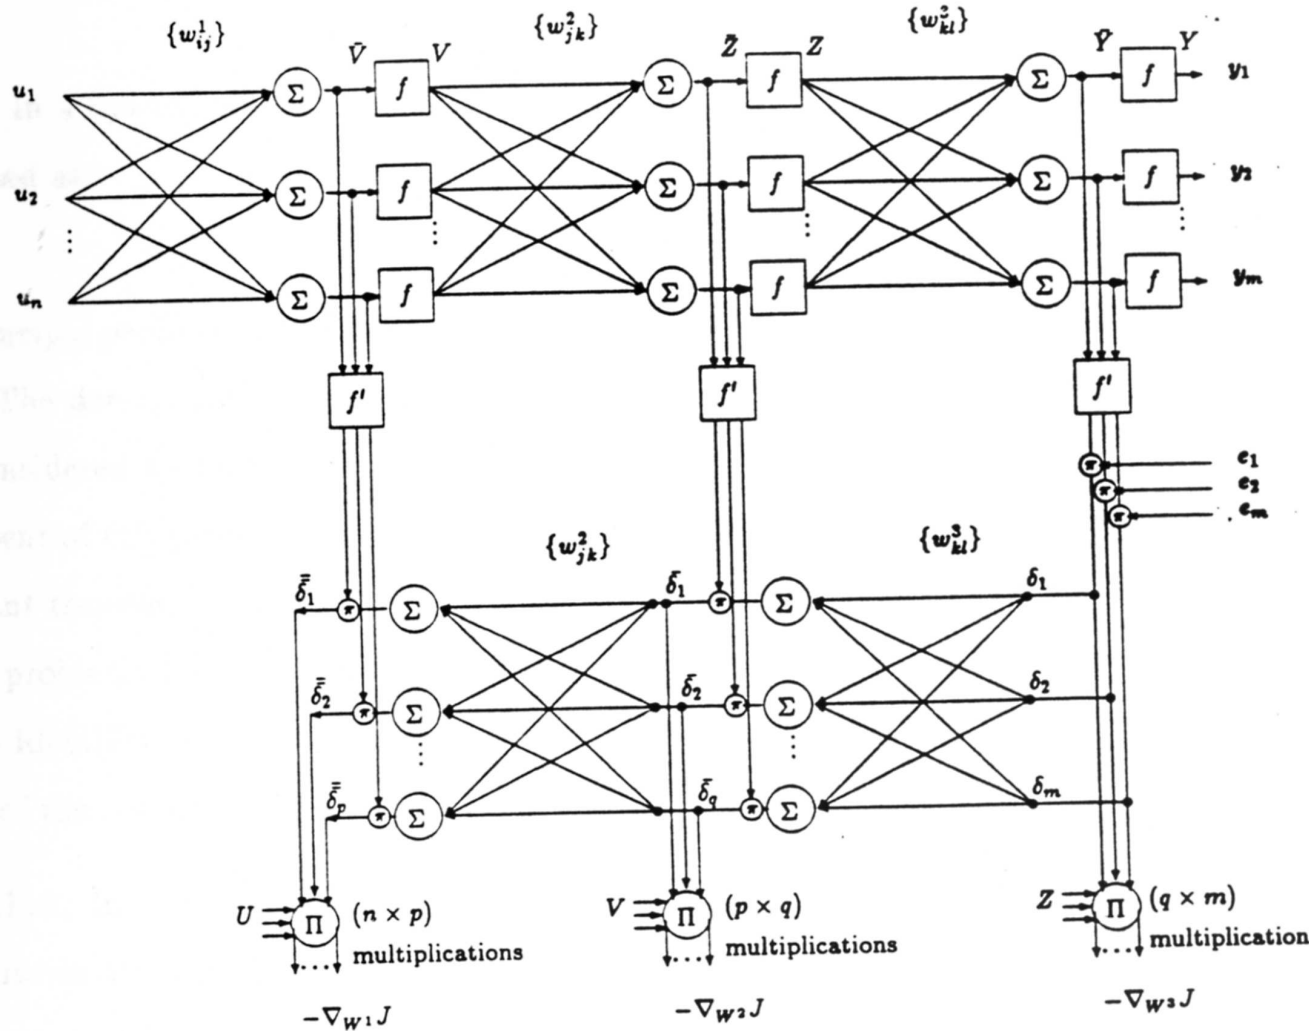 {w¹ᵢⱼ} {w²ⱼₖ} {w³ₖₗ}
V̄ V Z̄ Z Ȳ Y
u₁ Σ f Σ f Σ f y₁
u₂ Σ f Σ f Σ f y₂
⋮ ⋮ ⋮ ⋮
uₙ Σ f Σ f Σ f yₘ
f′ f′ f′
π e₁
π e₂
π eₘ
{w²ⱼₖ} {w³ₖₗ}
δ̿₁ π Σ δ̄₁ π Σ δ₁
δ̿₂ π Σ δ̄₂ π Σ δ₂
⋮ ⋮
δ̿ₚ π Σ δ̄q π Σ δₘ
U Π (n × p) V Π (p × q) Z Π (q × m)
multiplications multiplications multiplication
... ... ...
−∇W¹J −∇W²J −∇W³J